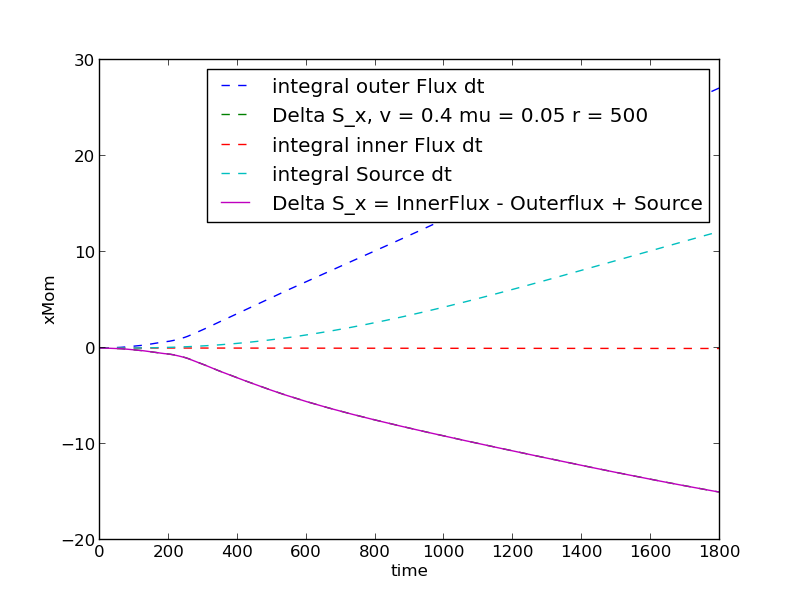 30
20
10
0
−10
−20
xMom
integral outer Flux dt
Delta S_x, v = 0.4 mu = 0.05 r = 500
integral inner Flux dt
integral Source dt
Delta S_x = InnerFlux - Outerflux + Source
0 200 400 600 800 1000 1200 1400 1600 1800
time